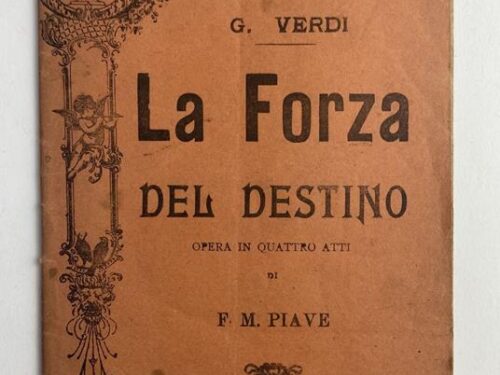 G. VERDI
La Forza
DEL DESTINO
OPERA IN QUATTRO ATTI
DI
F. M. PIAVE